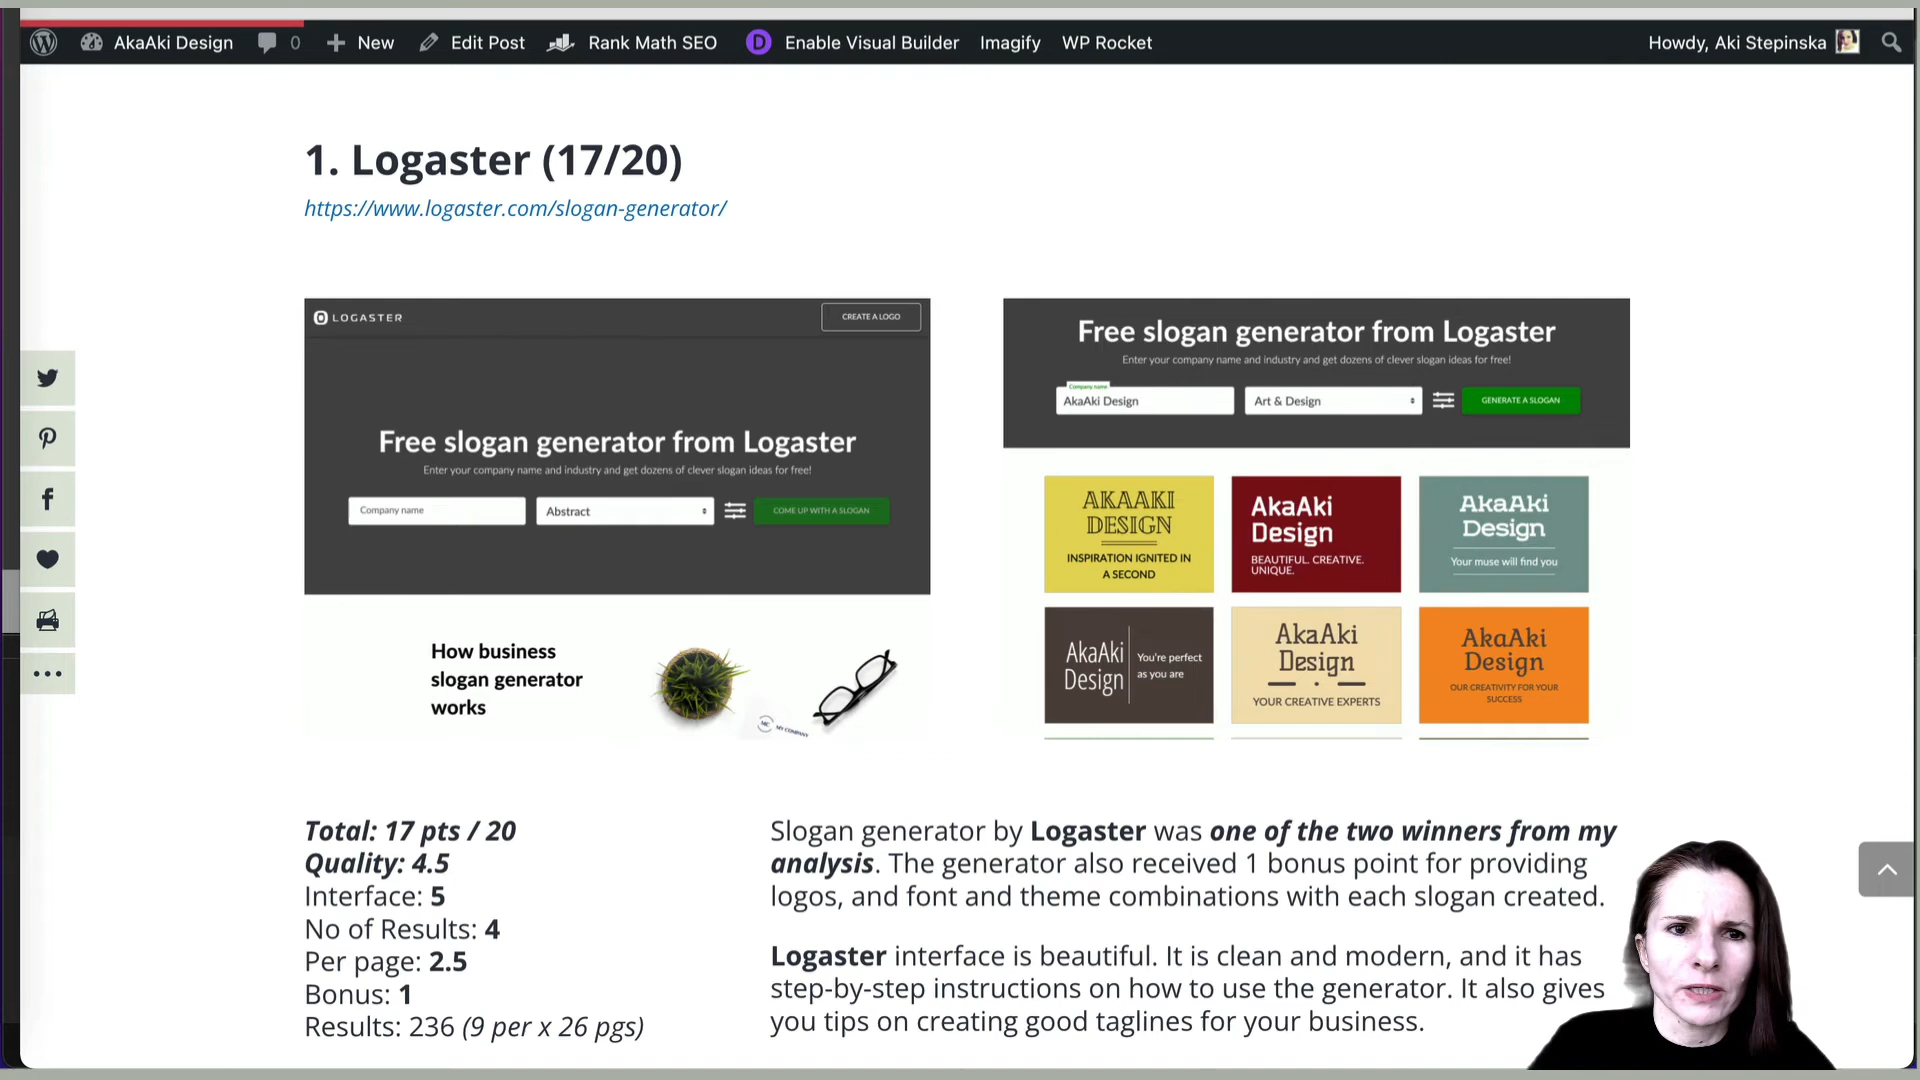 AkaAki Design 0 New Edit Post Rank Math SEO D Enable Visual Builder Imagify WP Rocket Howdy, Aki Stepinska
1. Logaster (17/20)
https://www.logaster.com/slogan-generator/
LOGASTER CREATE A LOGO
Free slogan generator from Logaster
Enter your company name and industry and get dozens of clever slogan ideas for free!
Company name Abstract COME UP WITH A SLOGAN
How business
slogan generator
works
MC MY COMPANY
Free slogan generator from Logaster
Enter your company name and industry and get dozens of clever slogan ideas for free!
Company name
AkaAki Design Art & Design GENERATE A SLOGAN
AKAAKI
DESIGN
INSPIRATION IGNITED IN
A SECOND
AkaAki
Design
BEAUTIFUL. CREATIVE.
UNIQUE.
AkaAki
Design
Your muse will find you
AkaAki
Design
You're perfect
as you are
AkaAki
Design
YOUR CREATIVE EXPERTS
AkaAki
Design
OUR CREATIVITY FOR YOUR
SUCCESS
Total: 17 pts / 20
Quality: 4.5
Interface: 5
No of Results: 4
Per page: 2.5
Bonus: 1
Results: 236 (9 per x 26 pgs)
Slogan generator by Logaster was one of the two winners from my
analysis. The generator also received 1 bonus point for providing
logos, and font and theme combinations with each slogan created.
Logaster interface is beautiful. It is clean and modern, and it has
step-by-step instructions on how to use the generator. It also gives
you tips on creating good taglines for your business.